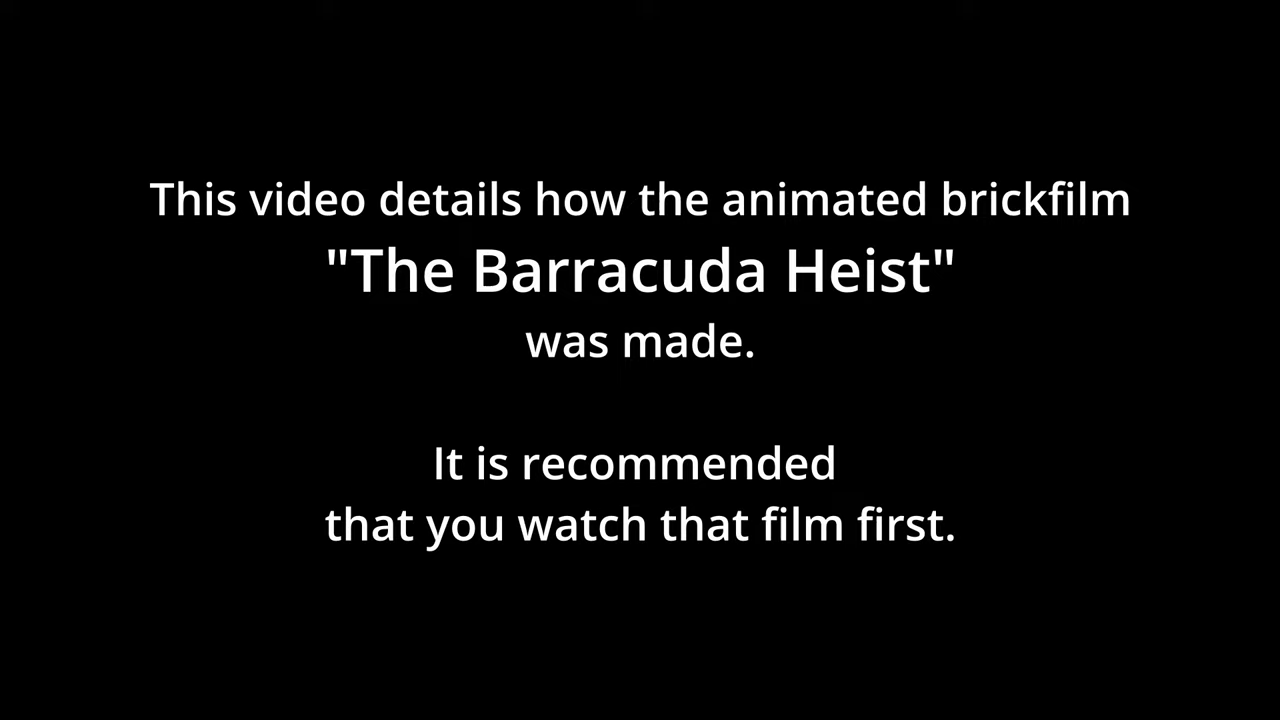 This video details how the animated brickfilm
"The Barracuda Heist"
was made.
It is recommended
that you watch that film first.